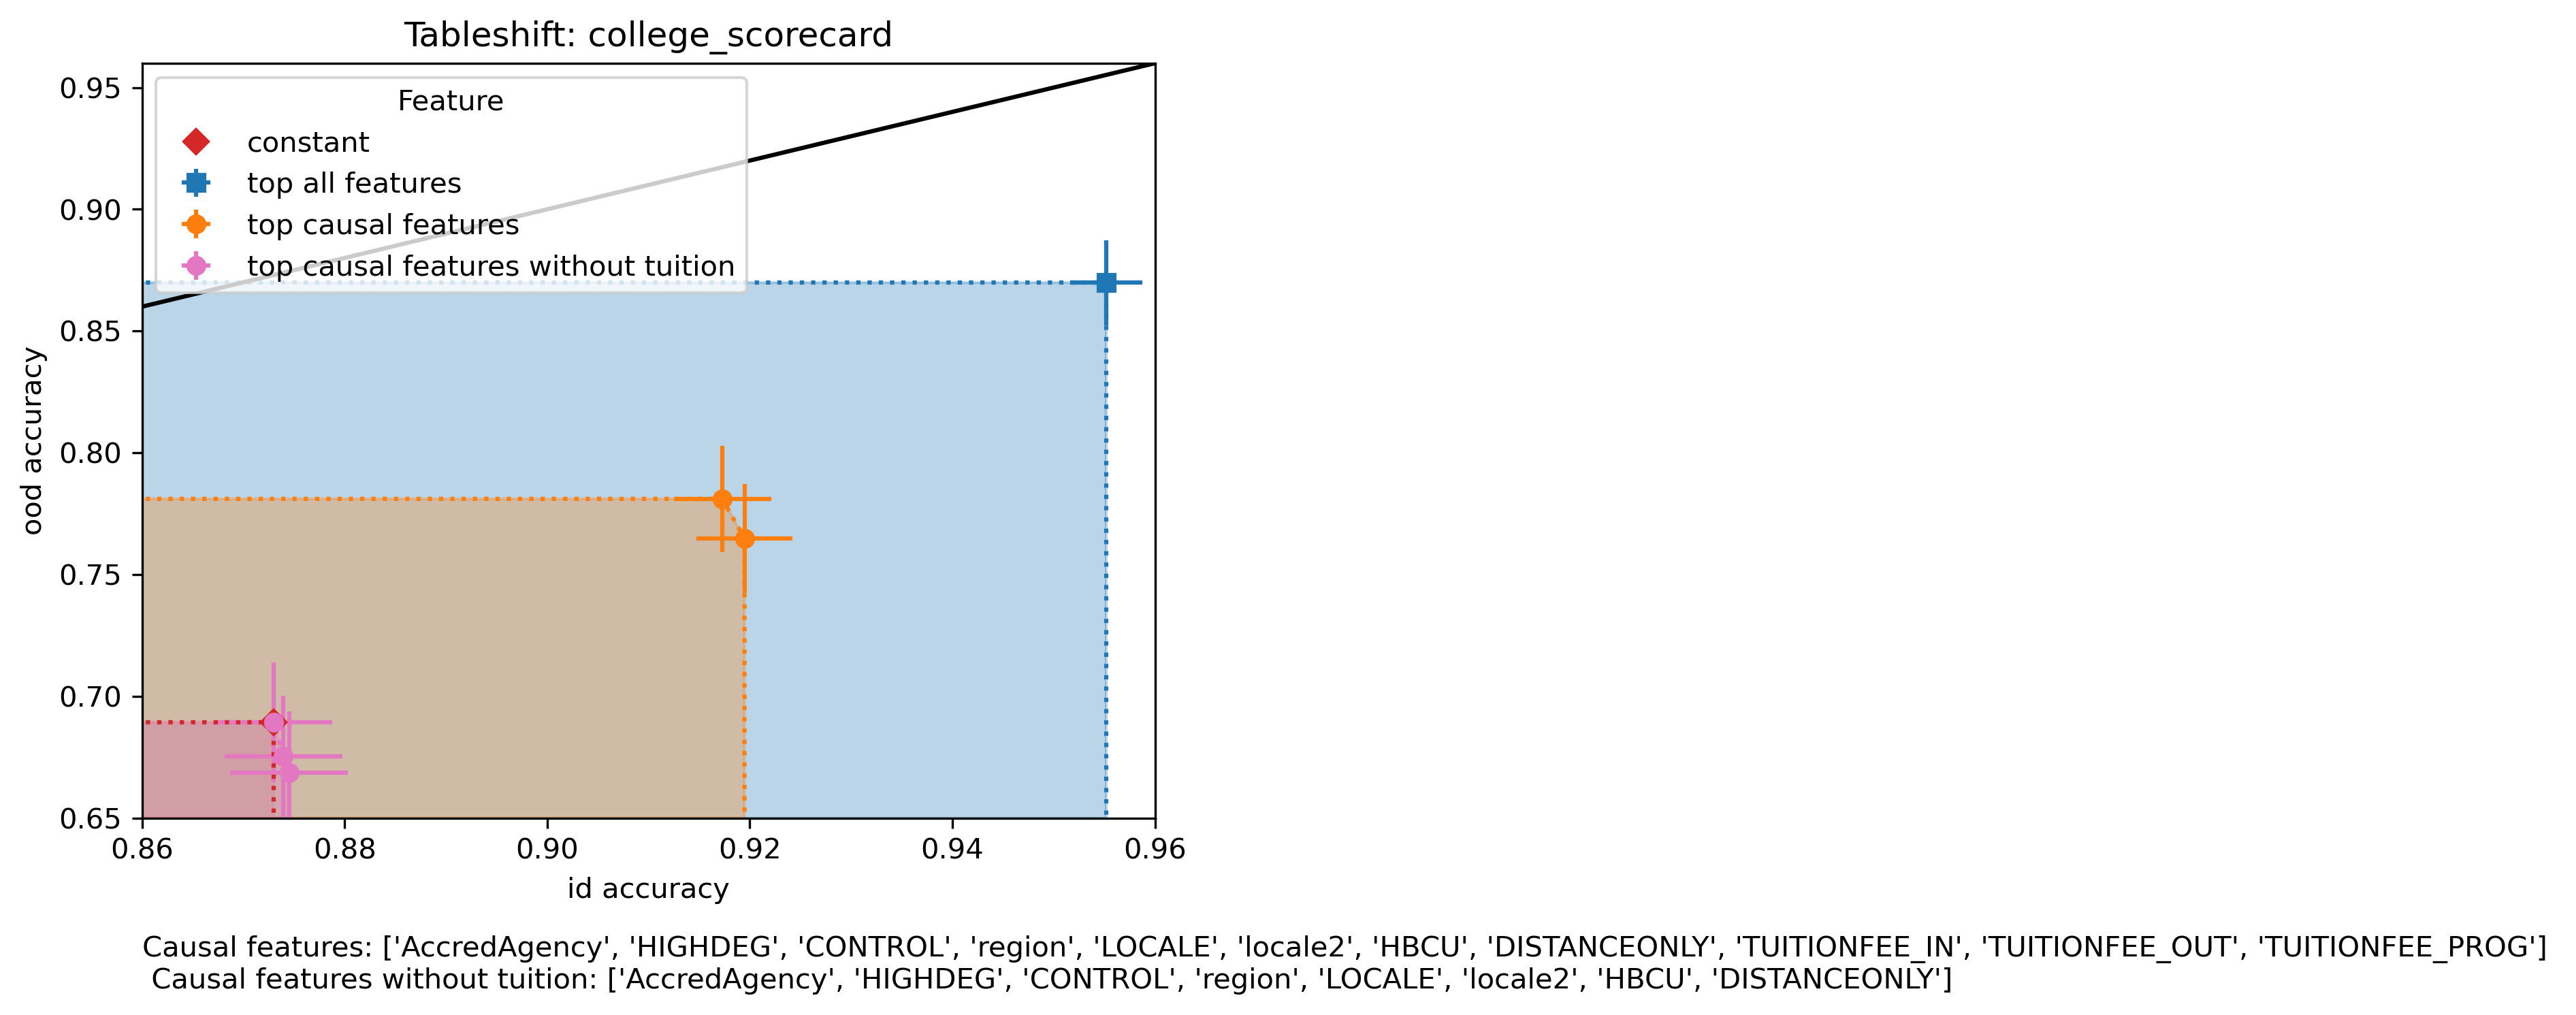 Tableshift: college_scorecard
Feature
constant
top all features
top causal features
top causal features without tuition
ood accuracy
0.95
0.90
0.85
0.80
0.75
0.70
0.65
0.86 0.88 0.90 0.92 0.94 0.96
id accuracy
Causal features: ['AccredAgency', 'HIGHDEG', 'CONTROL', 'region', 'LOCALE', 'locale2', 'HBCU', 'DISTANCEONLY', 'TUITIONFEE_IN', 'TUITIONFEE_OUT', 'TUITIONFEE_PROG']
Causal features without tuition: ['AccredAgency', 'HIGHDEG', 'CONTROL', 'region', 'LOCALE', 'locale2', 'HBCU', 'DISTANCEONLY']